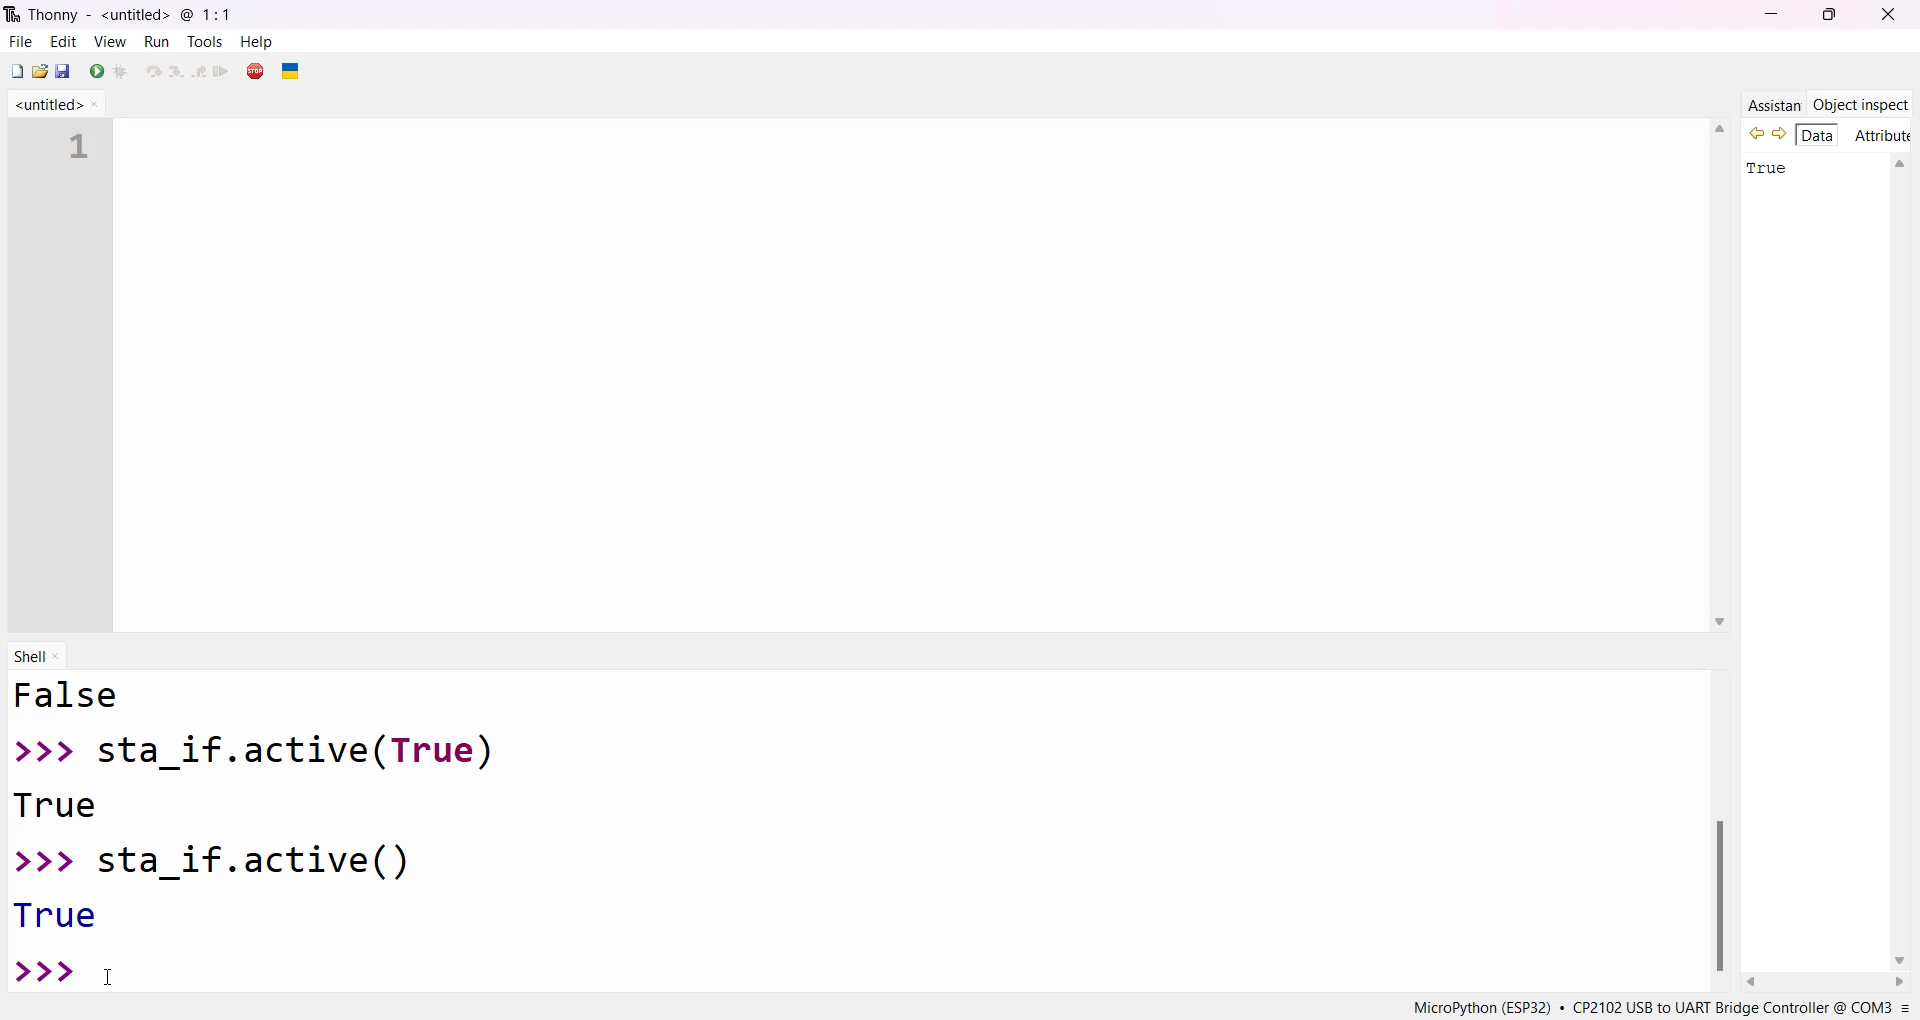 Thonny - <untitled> @ 1:1
File Edit View Run Tools Help
STOP
<untitled> ×
1
Assistan Object inspect
Data Attribute
True
Shell ×
False
>>> sta_if.active(True)
True
>>> sta_if.active()
True
>>>
MicroPython (ESP32) • CP2102 USB to UART Bridge Controller @ COM3 ≡